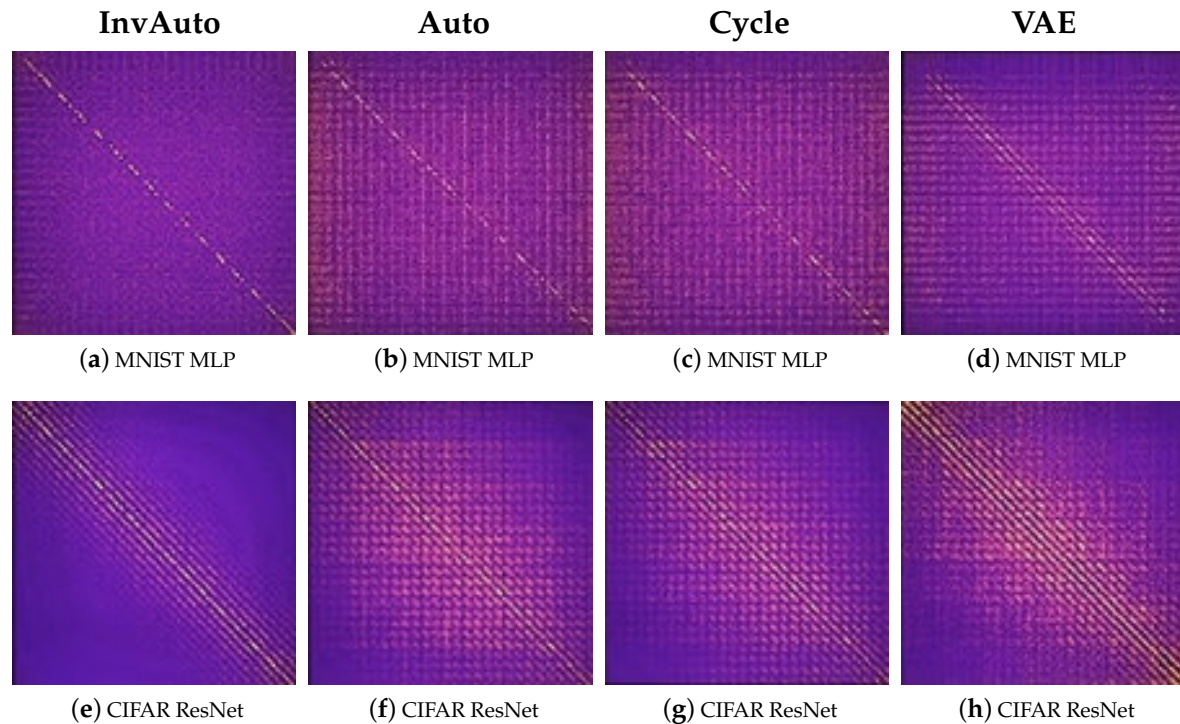 InvAuto Auto Cycle VAE
(a) MNIST MLP (b) MNIST MLP (c) MNIST MLP (d) MNIST MLP
(e) CIFAR ResNet (f) CIFAR ResNet (g) CIFAR ResNet (h) CIFAR ResNet